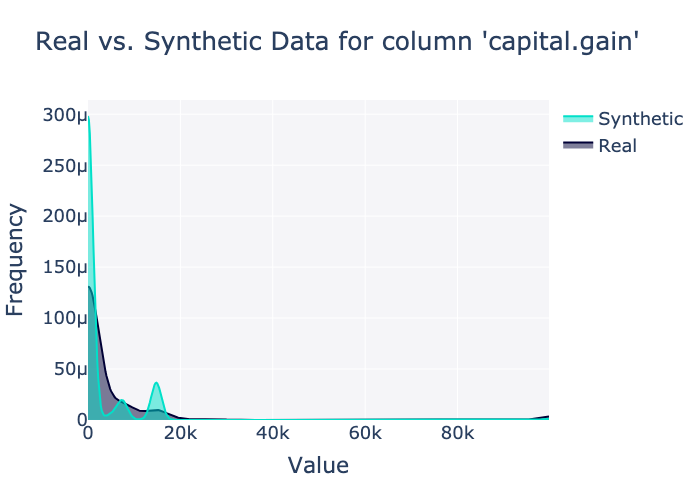 Real vs. Synthetic Data for column 'capital.gain'
300μ
250μ
200μ
150μ
100μ
50μ
0
0
20k
40k
60k
80k
Frequency
Value
Synthetic
Real